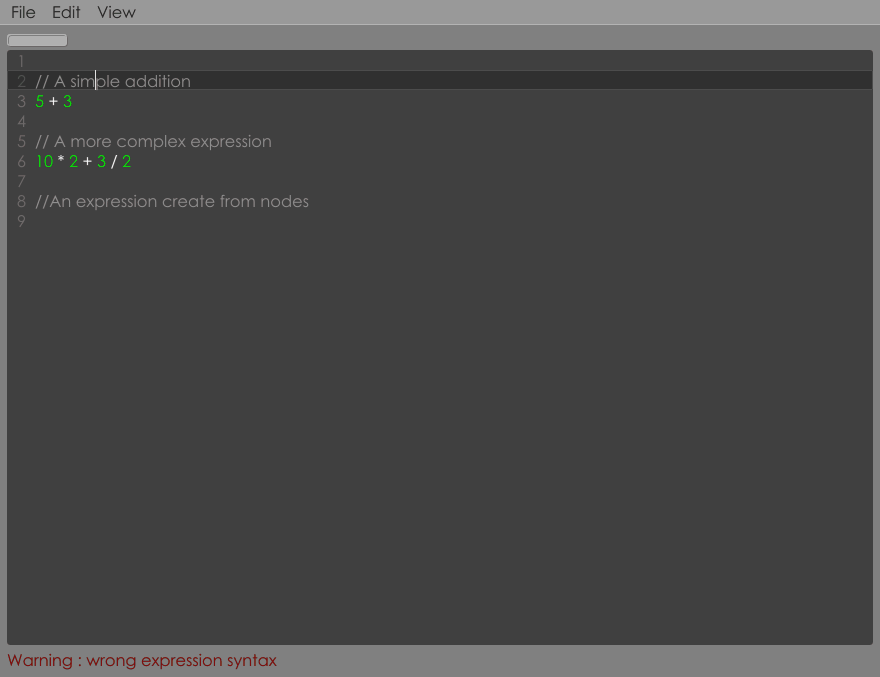 File Edit View
1
2 // A simple addition
3 5 + 3
4
5 // A more complex expression
6 10 * 2 + 3 / 2
7
8 //An expression create from nodes
9
Warning : wrong expression syntax